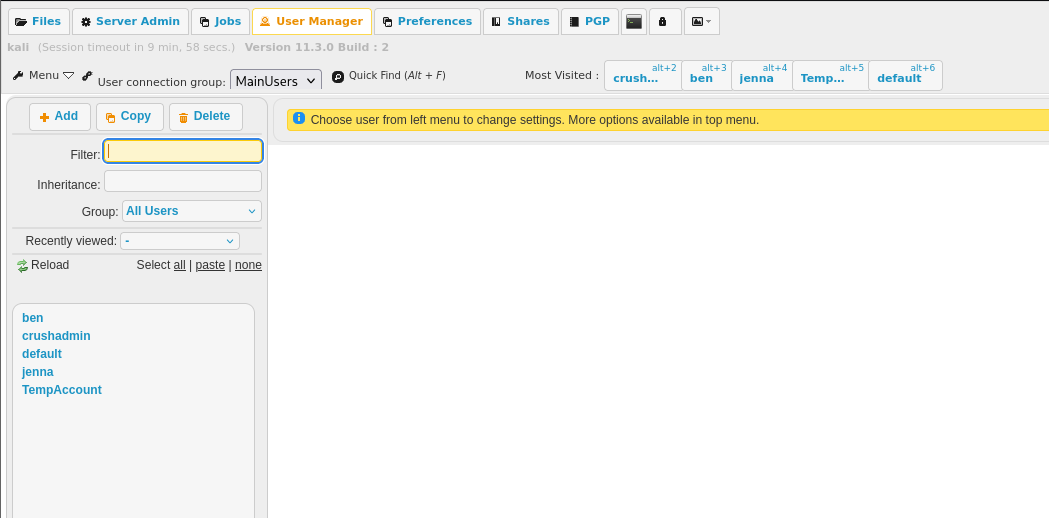 Files Server Admin Jobs User Manager Preferences Shares PGP
kali (Session timeout in 9 min, 58 secs.) Version 11.3.0 Build : 2
Menu User connection group: MainUsers Quick Find (Alt + F) Most Visited :
alt+2 alt+3 alt+4 alt+5 alt+6
crush... ben jenna Temp... default
Add Copy Delete
Choose user from left menu to change settings. More options available in top menu.
Filter:
Inheritance:
Group: All Users
Recently viewed: -
Reload Select all | paste | none
ben
crushadmin
default
jenna
TempAccount